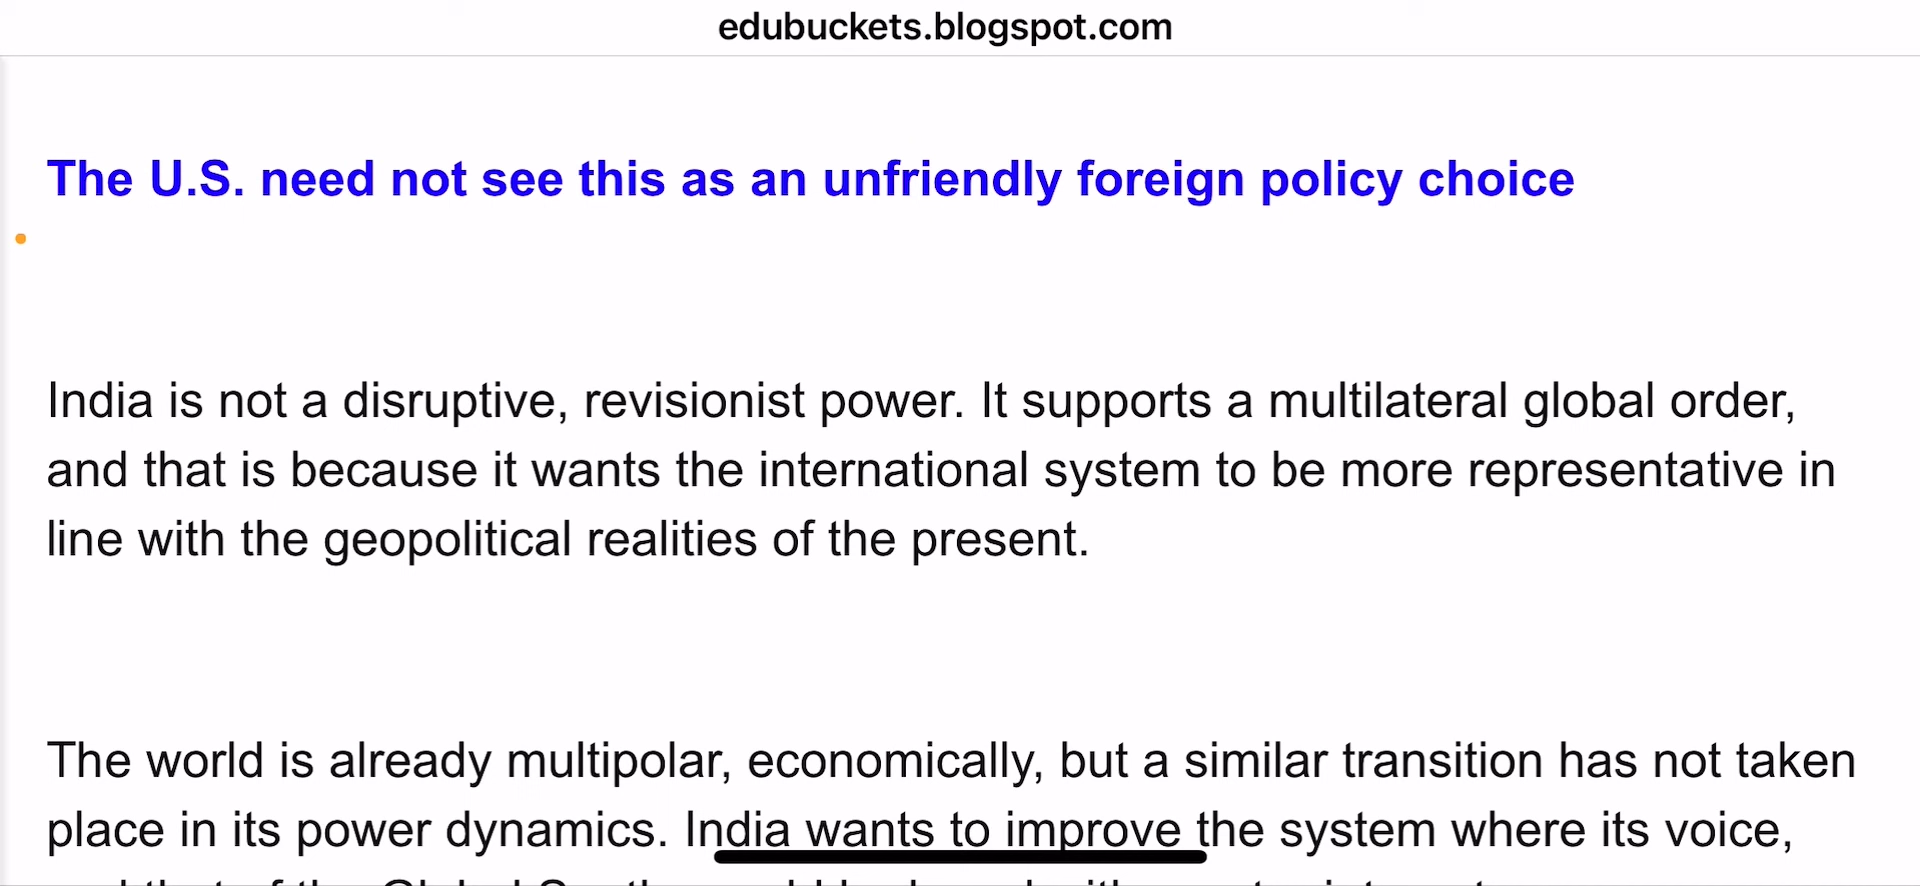 edubuckets.blogspot.com
The U.S. need not see this as an unfriendly foreign policy choice
India is not a disruptive, revisionist power. It supports a multilateral global order,
and that is because it wants the international system to be more representative in
line with the geopolitical realities of the present.
The world is already multipolar, economically, but a similar transition has not taken
place in its power dynamics. India wants to improve the system where its voice,